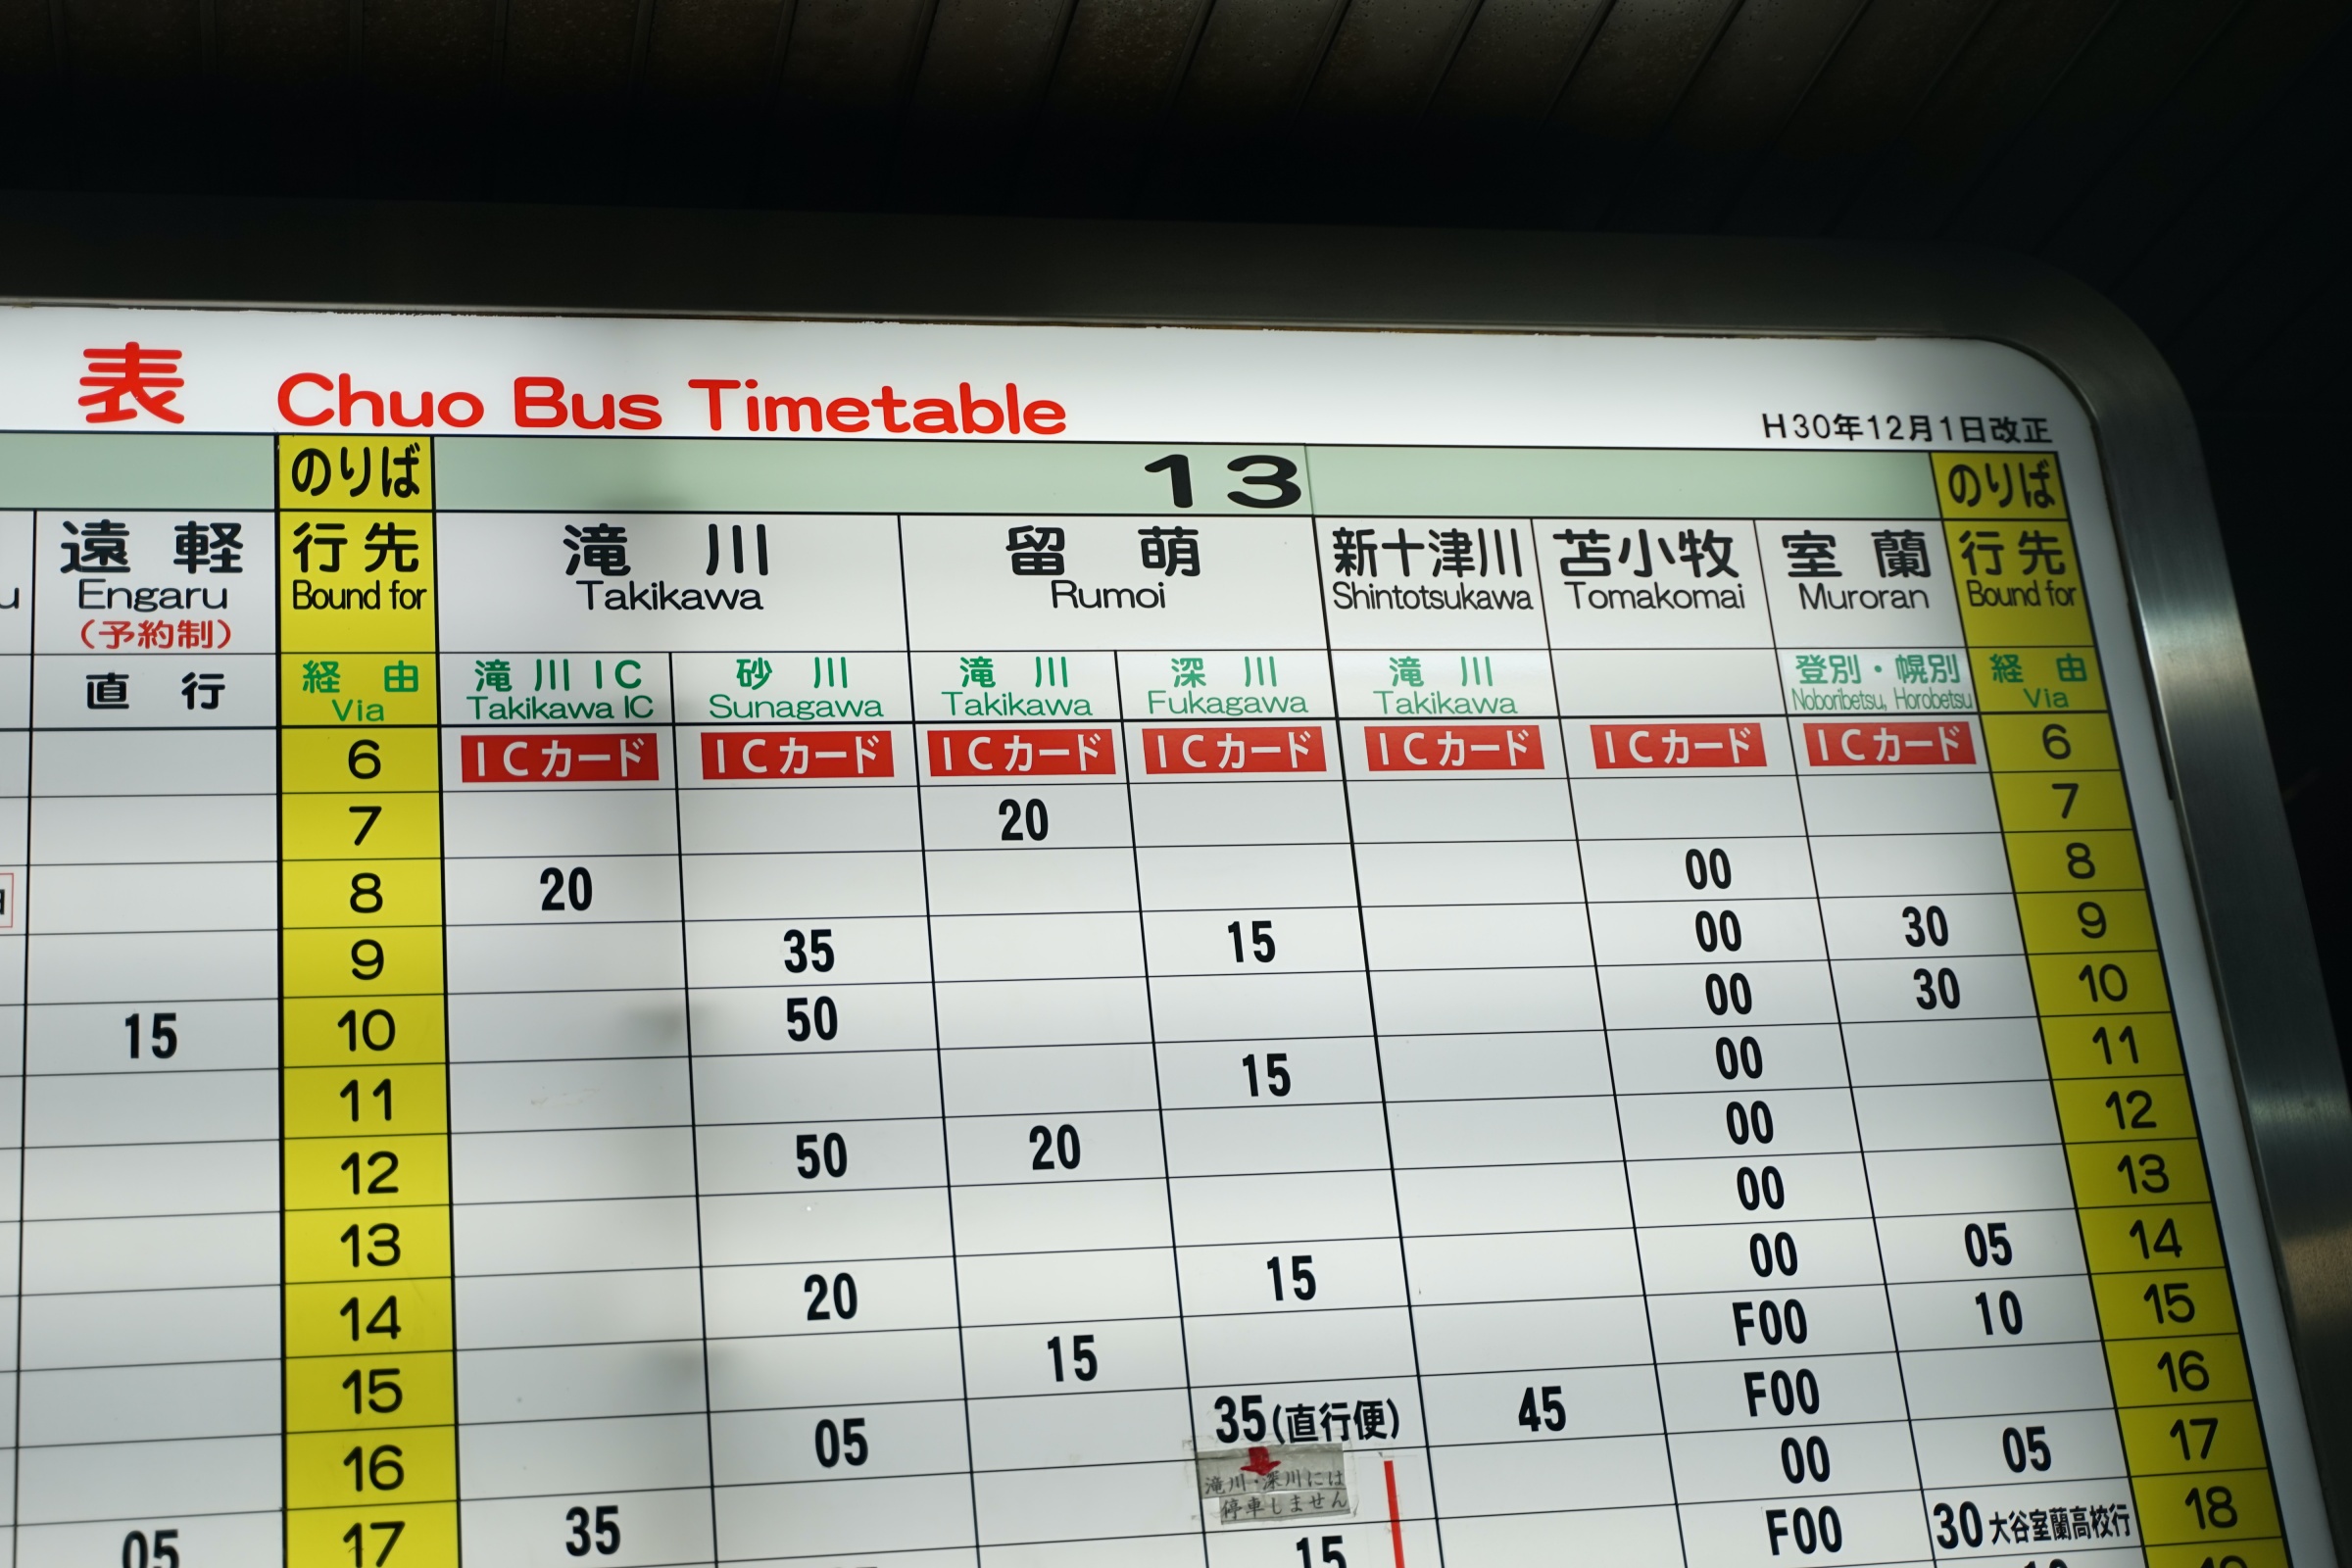 表 Chuo Bus Timetable
H30年12月1日改正
のりば 13 のりば
遠軽 行先 滝川 留萌 新十津川 苫小牧 室蘭 行先
Engaru Bound for Takikawa Rumoi Shintotsukawa Tomakomai Muroran Bound for
(予約制)
直行 経由 滝川IC 砂川 滝川 深川 滝川 登別・幌別 経由
Via Takikawa IC Sunagawa Takikawa Fukagawa Takikawa Noboribetsu, Horobetsu Via
6 ICカード ICカード ICカード ICカード ICカード ICカード ICカード 6
7 20 7
8 20 00 8
9 35 15 00 30 9
15 10 50 00 30 10
11 15 00 11
12 50 20 00 12
13 00 13
14 20 15 00 05 14
15 15 F00 10 15
16 05 35(直行便) 45 F00 16
滝川・深川には
停車しません
05 17 35 15 00 05 17
F00 30大谷室蘭高校行 18